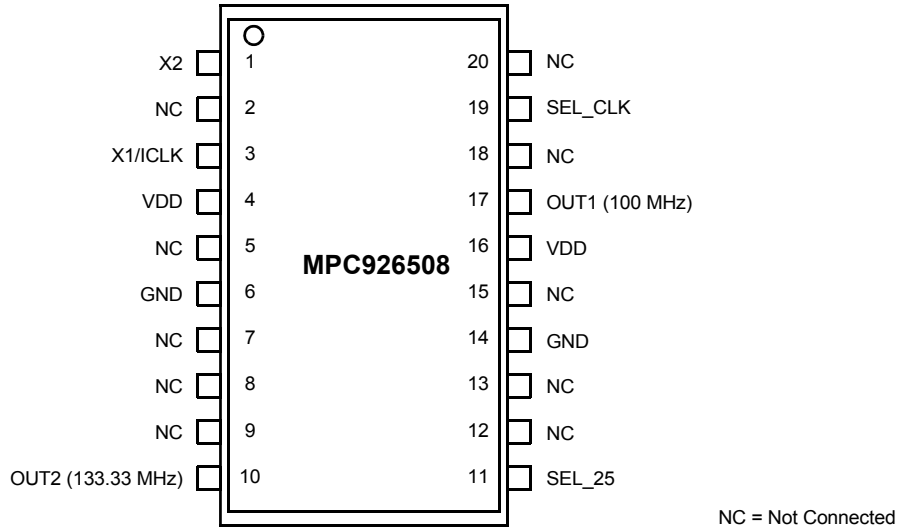 X2 1 20 NC
NC 2 19 SEL_CLK
X1/ICLK 3 18 NC
VDD 4 17 OUT1 (100 MHz)
NC 5 16 VDD
MPC926508
GND 6 15 NC
NC 7 14 GND
NC 8 13 NC
NC 9 12 NC
OUT2 (133.33 MHz) 10 11 SEL_25
NC = Not Connected